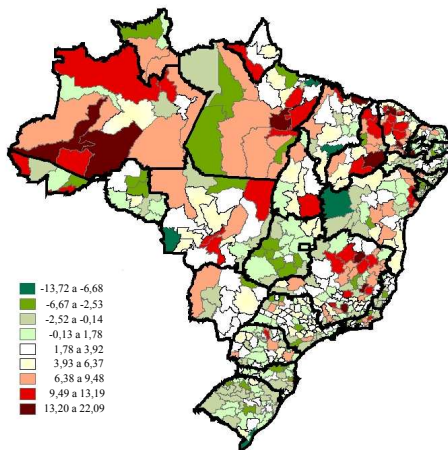 -13,72 a -6,68
-6,67 a -2,53
-2,52 a -0,14
-0,13 a 1,78
1,78 a 3,92
3,93 a 6,37
6,38 a 9,48
9,49 a 13,19
13,20 a 22,09